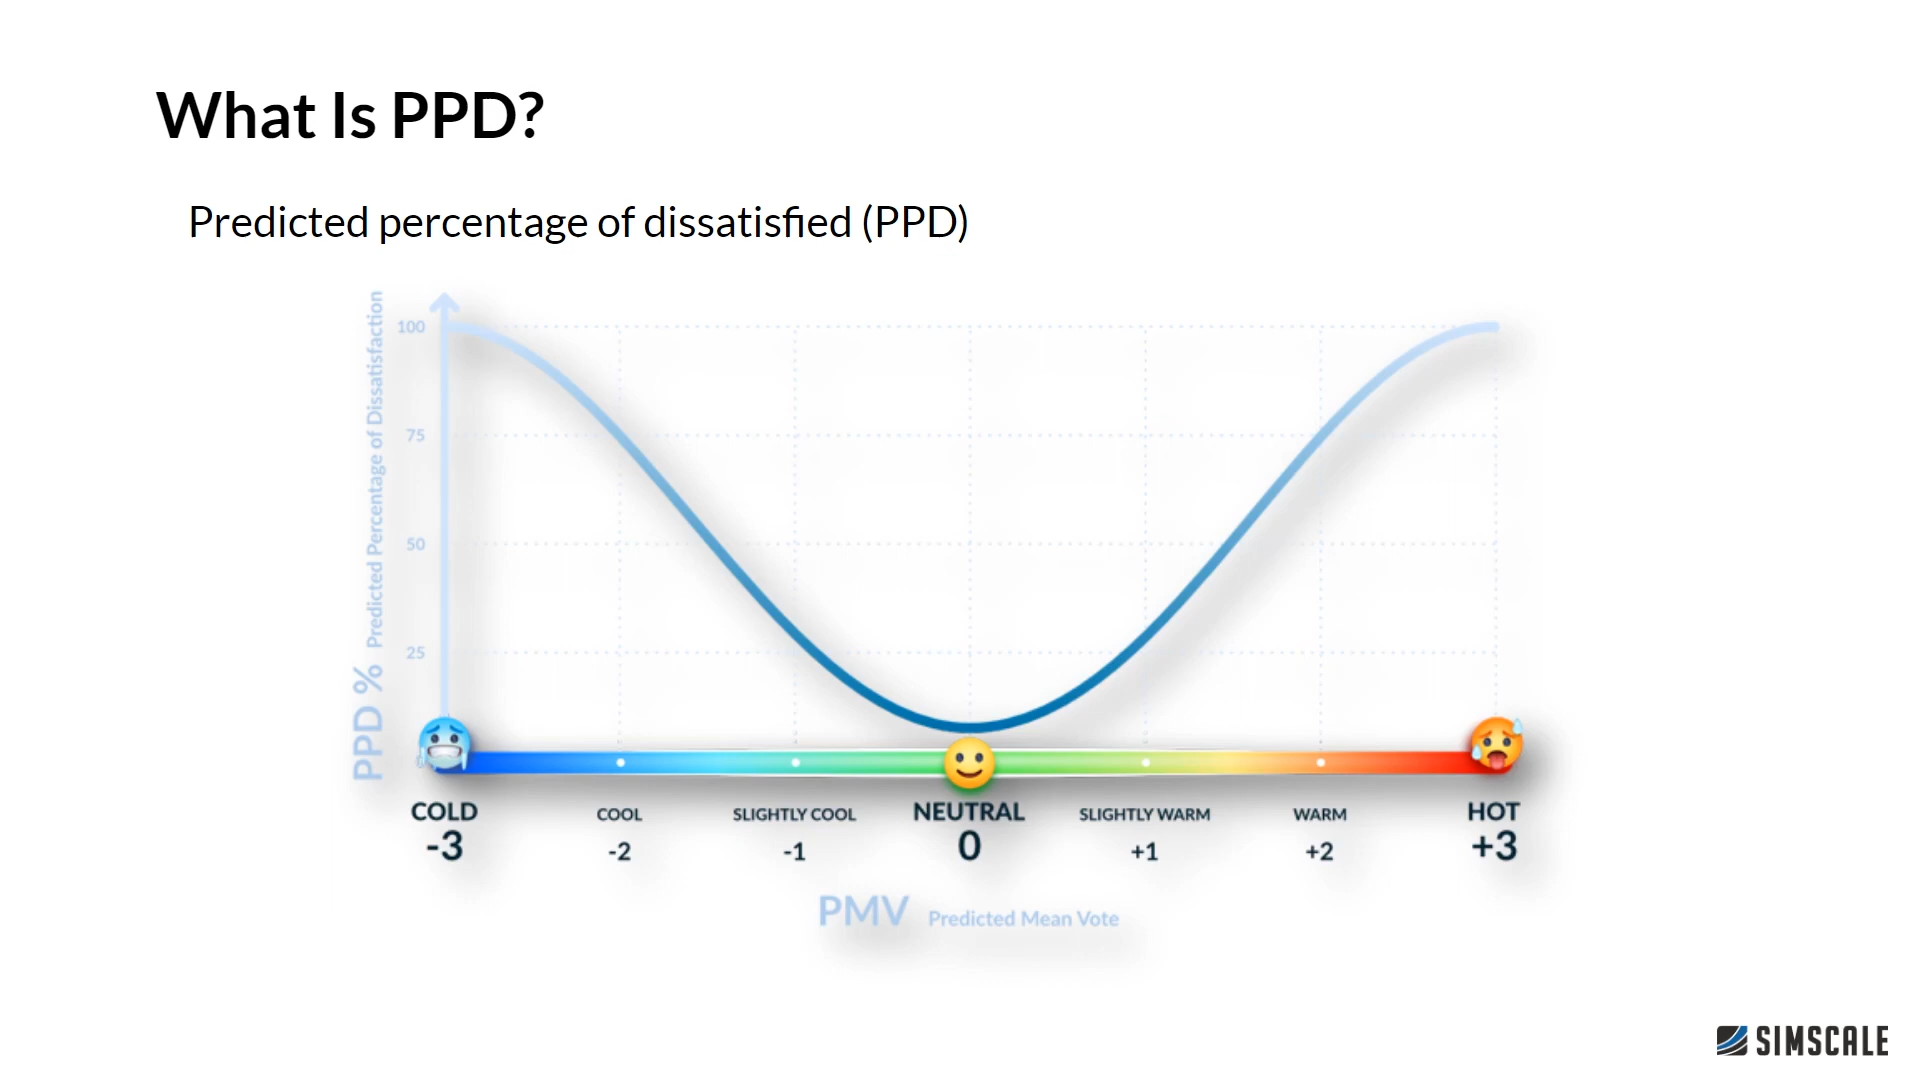 What Is PPD?
Predicted percentage of dissatisfied (PPD)
PPD % Predicted Percentage of Dissatisfaction
100
75
50
25
COLD
-3
COOL
-2
SLIGHTLY COOL
-1
NEUTRAL
0
SLIGHTLY WARM
+1
WARM
+2
HOT
+3
PMV Predicted Mean Vote
SIMSCALE